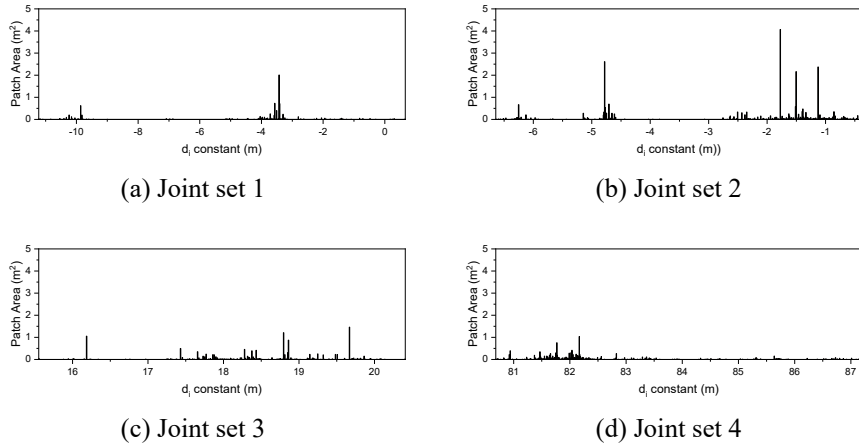 5
4
3
2
1
0
Patch Area (m²)
-10 -8 -6 -4 -2 0
dᵢ constant (m)
(a) Joint set 1
5
4
3
2
1
0
Patch Area (m²)
-6 -5 -4 -3 -2 -1
dᵢ constant (m))
(b) Joint set 2
5
4
3
2
1
0
Patch Area (m²)
16 17 18 19 20
dᵢ constant (m)
(c) Joint set 3
5
4
3
2
1
0
Patch Area (m²)
81 82 83 84 85 86 87
dᵢ constant (m)
(d) Joint set 4